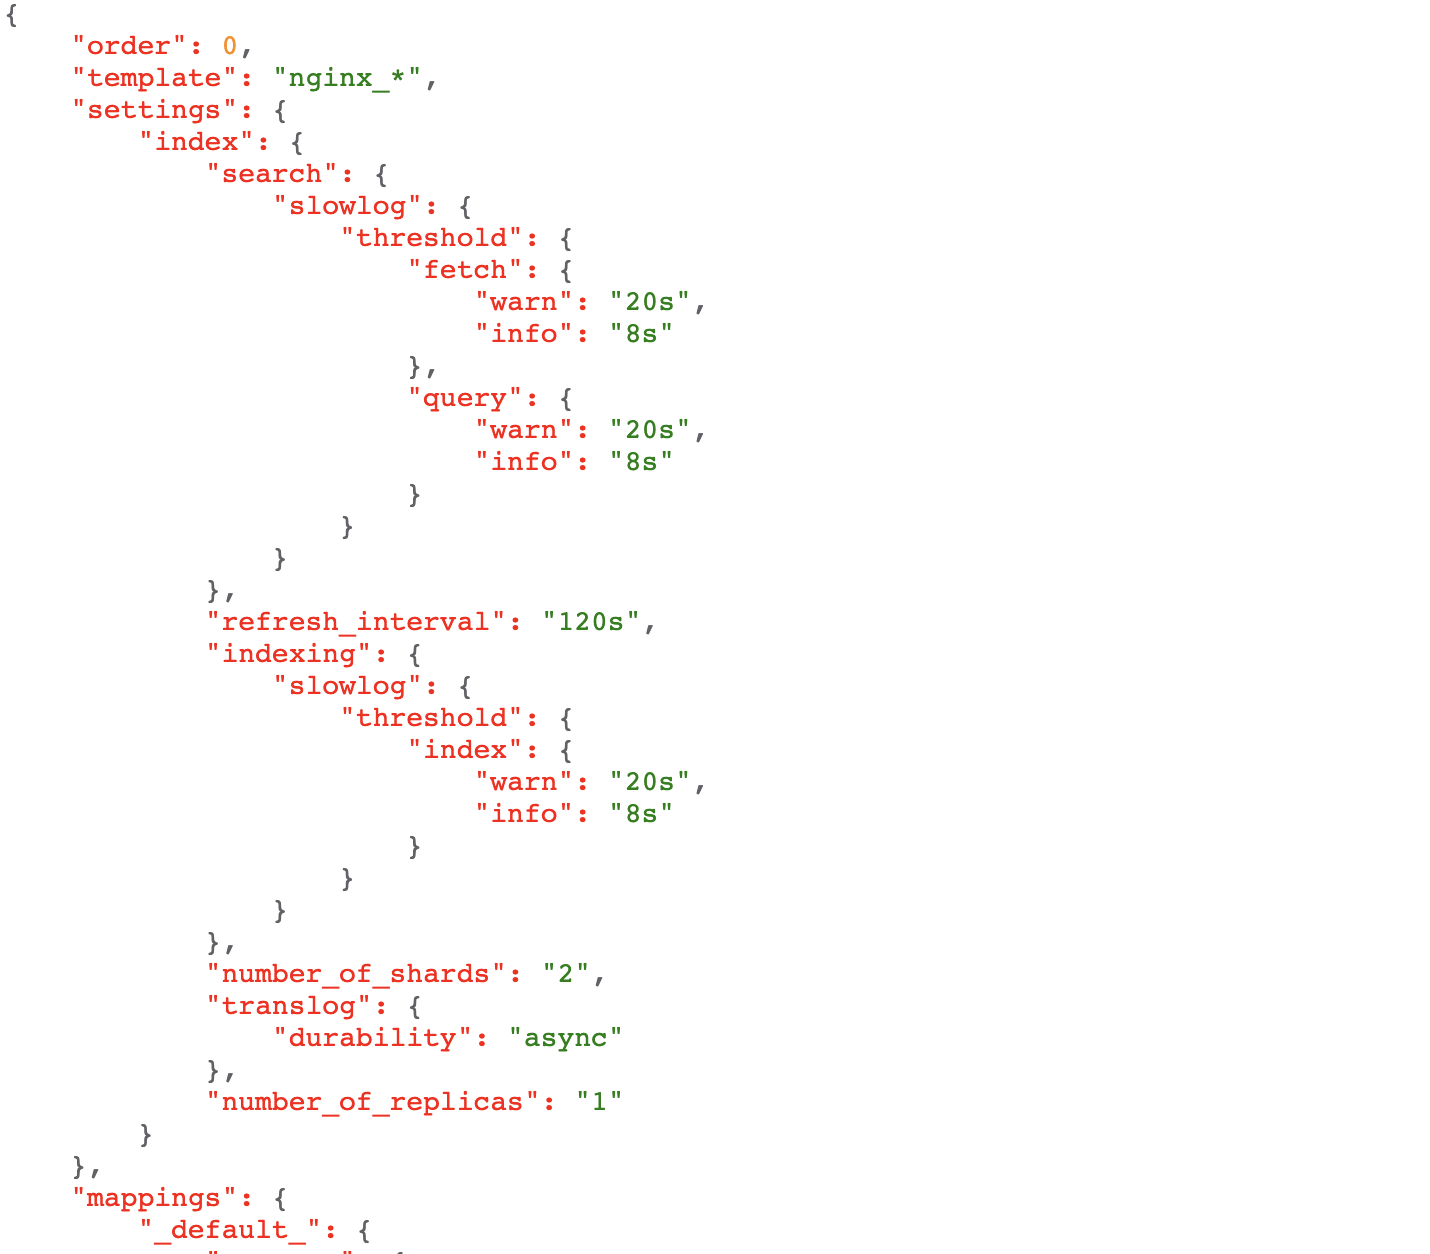 {
    "order": 0,
    "template": "nginx_*",
    "settings": {
        "index": {
            "search": {
                "slowlog": {
                    "threshold": {
                        "fetch": {
                            "warn": "20s",
                            "info": "8s"
                        },
                        "query": {
                            "warn": "20s",
                            "info": "8s"
                        }
                    }
                }
            },
            "refresh_interval": "120s",
            "indexing": {
                "slowlog": {
                    "threshold": {
                        "index": {
                            "warn": "20s",
                            "info": "8s"
                        }
                    }
                }
            },
            "number_of_shards": "2",
            "translog": {
                "durability": "async"
            },
            "number_of_replicas": "1"
        }
    },
    "mappings": {
        "_default_": {